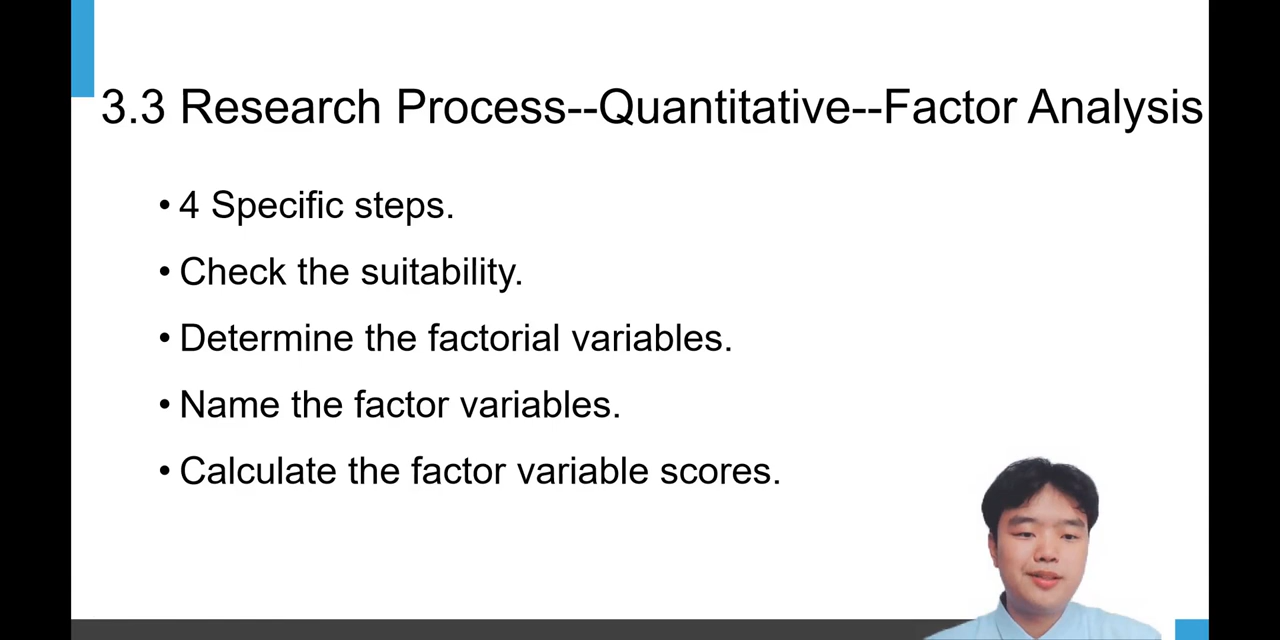 3.3 Research Process--Quantitative--Factor Analysis
• 4 Specific steps.
• Check the suitability.
• Determine the factorial variables.
• Name the factor variables.
• Calculate the factor variable scores.